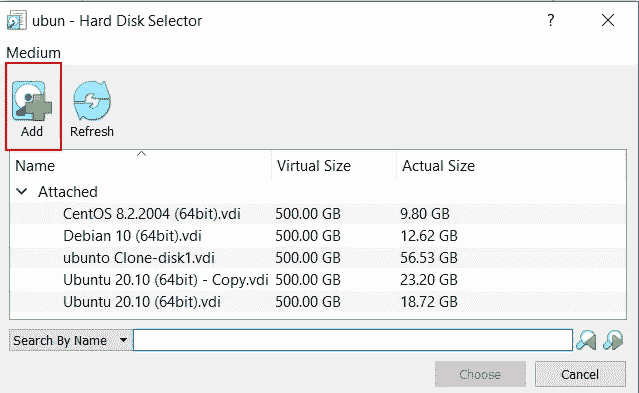 ubun - Hard Disk Selector
Medium
Add Refresh
Name Virtual Size Actual Size
Attached
CentOS 8.2.2004 (64bit).vdi 500.00 GB 9.80 GB
Debian 10 (64bit).vdi 500.00 GB 12.62 GB
ubunto Clone-disk1.vdi 500.00 GB 56.53 GB
Ubuntu 20.10 (64bit) - Copy.vdi 500.00 GB 23.20 GB
Ubuntu 20.10 (64bit).vdi 500.00 GB 18.72 GB
Search By Name
Choose Cancel